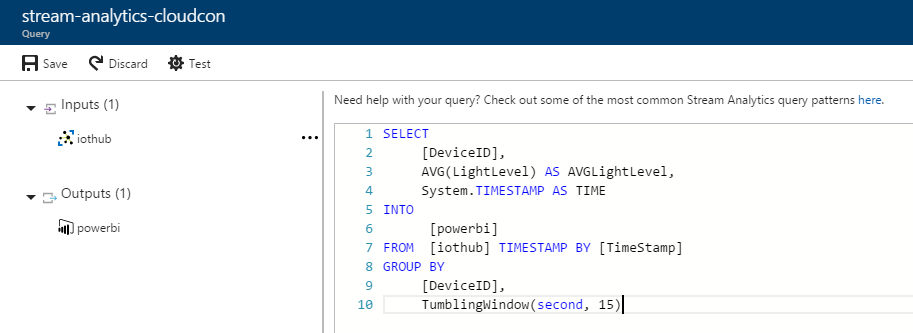 stream-analytics-cloudcon
Query
Save Discard Test
Inputs (1)
iothub
Outputs (1)
powerbi
Need help with your query? Check out some of the most common Stream Analytics query patterns here.
1 SELECT
2 [DeviceID],
3 AVG(LightLevel) AS AVGLightLevel,
4 System.TIMESTAMP AS TIME
5 INTO
6 [powerbi]
7 FROM [iothub] TIMESTAMP BY [TimeStamp]
8 GROUP BY
9 [DeviceID],
10 TumblingWindow(second, 15)